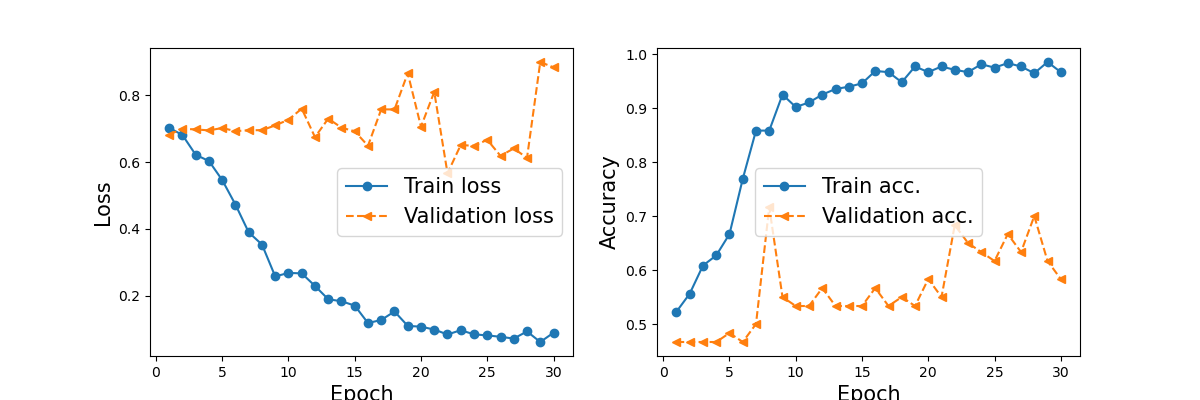 Loss
0.8
0.6
0.4
0.2
0 5 10 15 20 25 30
Epoch
Train loss
Validation loss
Accuracy
1.0
0.9
0.8
0.7
0.6
0.5
0 5 10 15 20 25 30
Epoch
Train acc.
Validation acc.